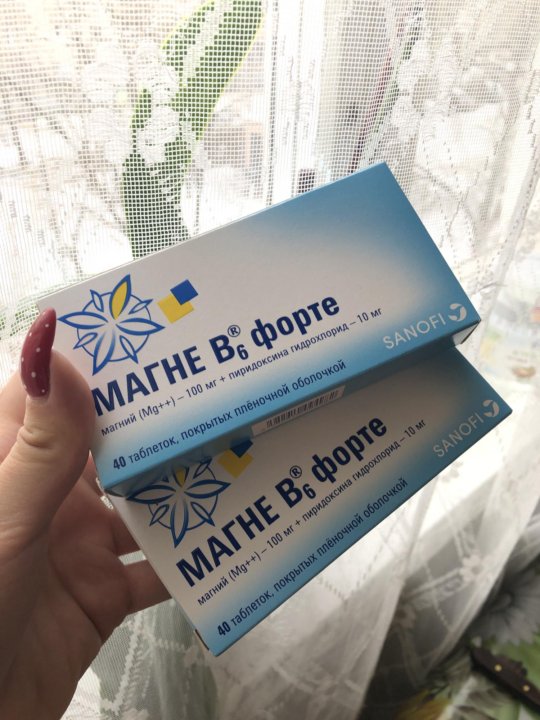 МАГНЕ B6® форте
магний (Mg++) – 100 мг + пиридоксина гидрохлорид – 10 мг
40 таблеток, покрытых плёночной оболочкой
SANOFI
МАГНЕ B6® форте
магний (Mg++) – 100 мг + пиридоксина гидрохлорид – 10 мг
40 таблеток, покрытых плёночной оболочкой
SANOFI